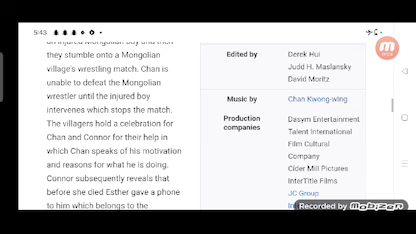 5:43
an injured Mongolian boy and then
they stumble onto a Mongolian
village's wrestling match. Chan is
unable to defeat the Mongolian
wrestler until the injured boy
intervenes which stops the match.
The villagers hold a celebration for
Chan and Connor for their help in
which Chan speaks of his motivation
and reasons for what he is doing.
Connor subsequently reveals that
before she died Esther gave a phone
to him which belongs to the
Edited by
Derek Hui
Judd H. Maslansky
David Moritz
Music by
Chan Kwong-wing
Production
companies
Dasym Entertainment
Talent International
Film Cultural
Company
Cider Mill Pictures
InterTitle Films
JC Group
Recorded by Mobizen